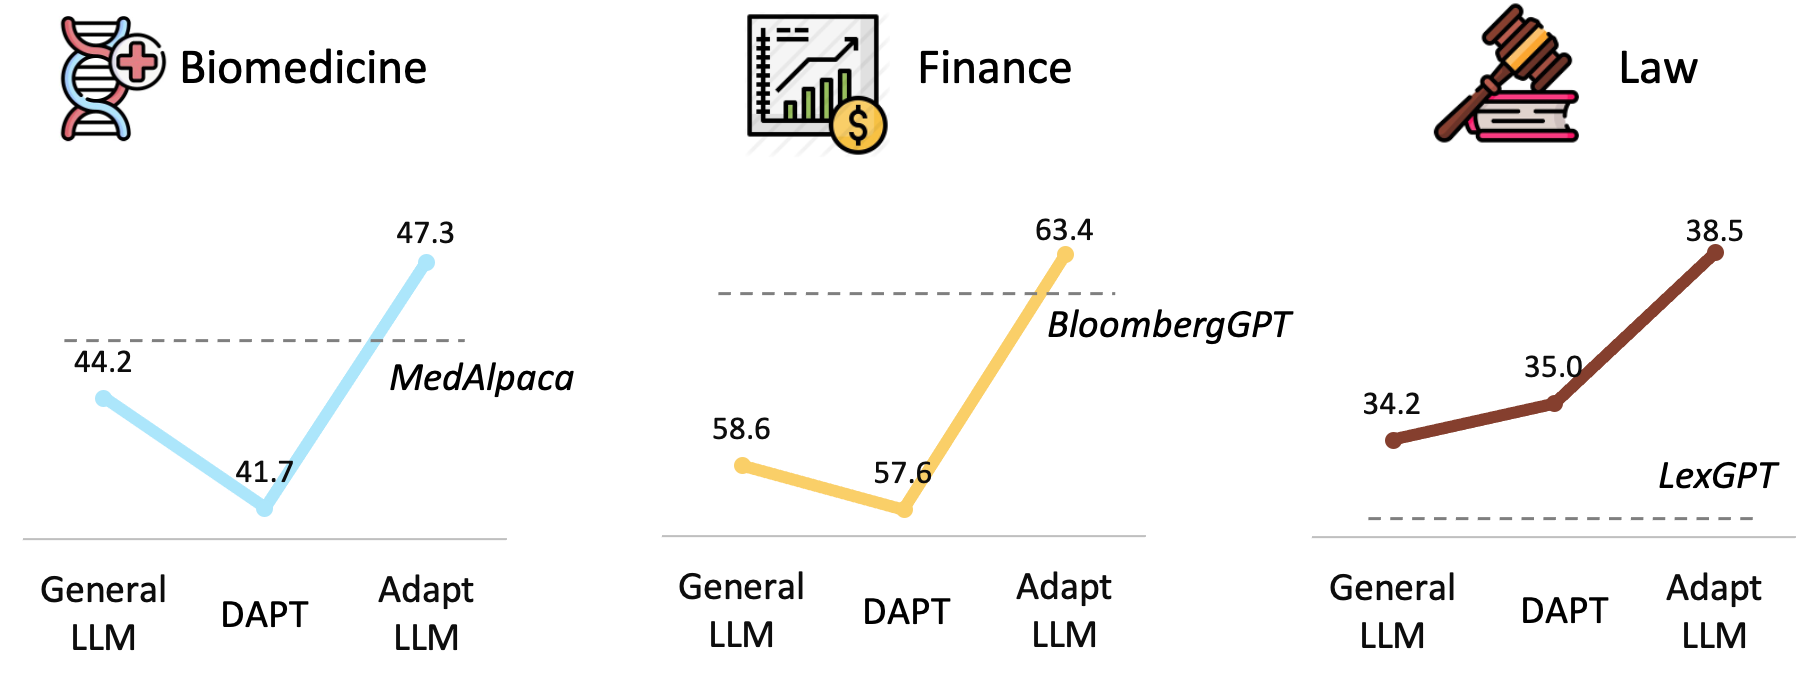 Biomedicine
47.3
44.2
MedAlpaca
41.7
General
LLM
DAPT
Adapt
LLM
$
Finance
63.4
BloombergGPT
58.6
57.6
General
LLM
DAPT
Adapt
LLM
Law
38.5
35.0
34.2
LexGPT
General
LLM
DAPT
Adapt
LLM